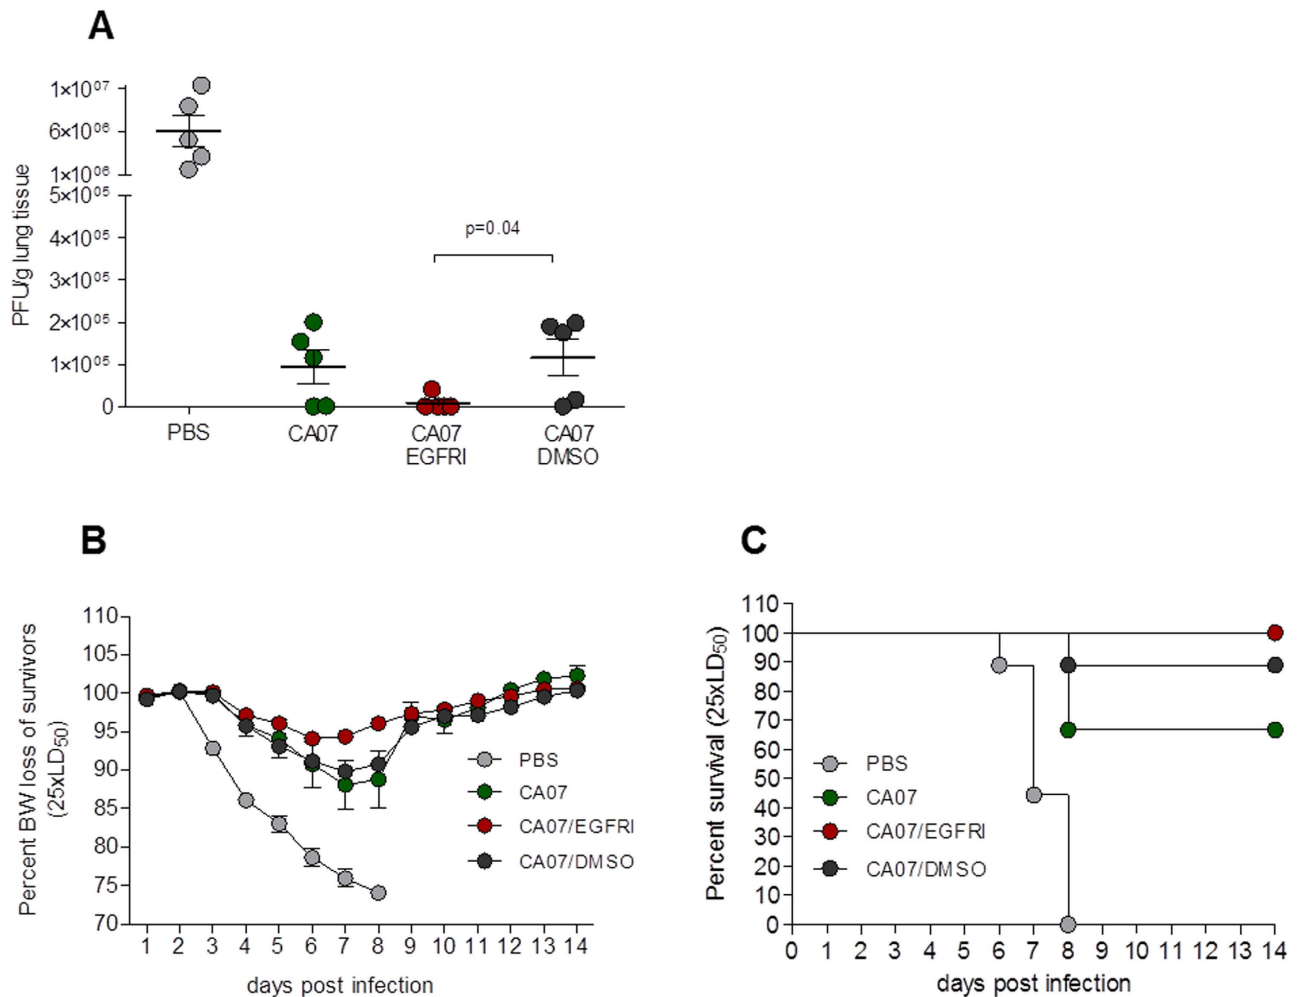 A
PFU/g lung tissue
1×10⁰⁷
6×10⁰⁶
1×10⁰⁶
5×10⁰⁵
4×10⁰⁵
3×10⁰⁵
2×10⁰⁵
1×10⁰⁵
0
p=0.04
PBS
CA07
CA07
EGFRI
CA07
DMSO
B
Percent BW loss of survivors
(25xLD₅₀)
110
105
100
95
90
85
80
75
70
PBS
CA07
CA07/EGFRI
CA07/DMSO
1 2 3 4 5 6 7 8 9 10 11 12 13 14
days post infection
C
Percent survival (25xLD₅₀)
110
100
90
80
70
60
50
40
30
20
10
0
PBS
CA07
CA07/EGFRI
CA07/DMSO
0 1 2 3 4 5 6 7 8 9 10 11 12 13 14
days post infection